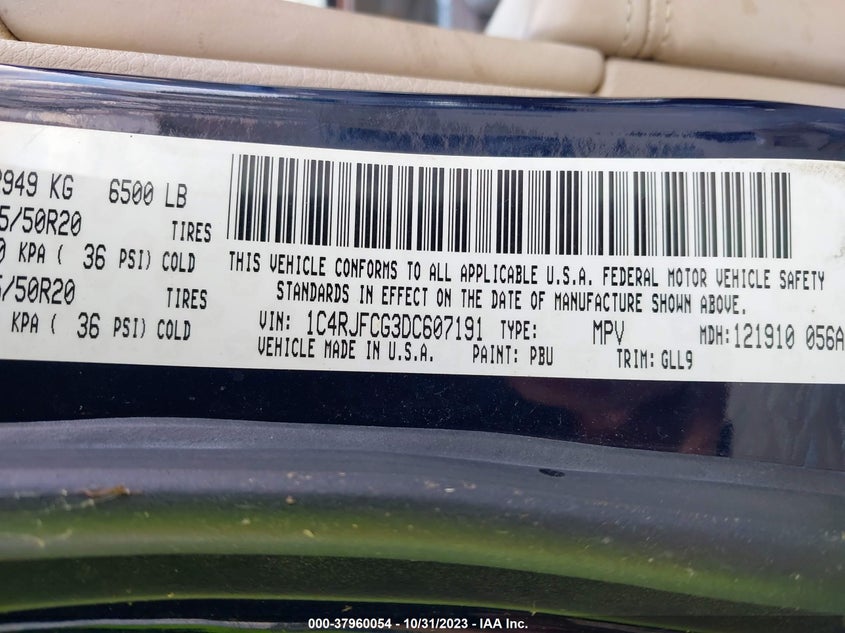 2949 KG 6500 LB
5/50R20 TIRES
0 KPA ( 36 PSI) COLD
5/50R20 TIRES
KPA ( 36 PSI) COLD
THIS VEHICLE CONFORMS TO ALL APPLICABLE U.S.A. FEDERAL MOTOR VEHICLE SAFETY
STANDARDS IN EFFECT ON THE DATE OF MANUFACTURE SHOWN ABOVE.
VIN: 1C4RJFCG3DC607191 TYPE: MPV MDH:121910 056A
VEHICLE MADE IN U.S.A. PAINT: PBU TRIM: GLL9
000-37960054 - 10/31/2023 - IAA Inc.